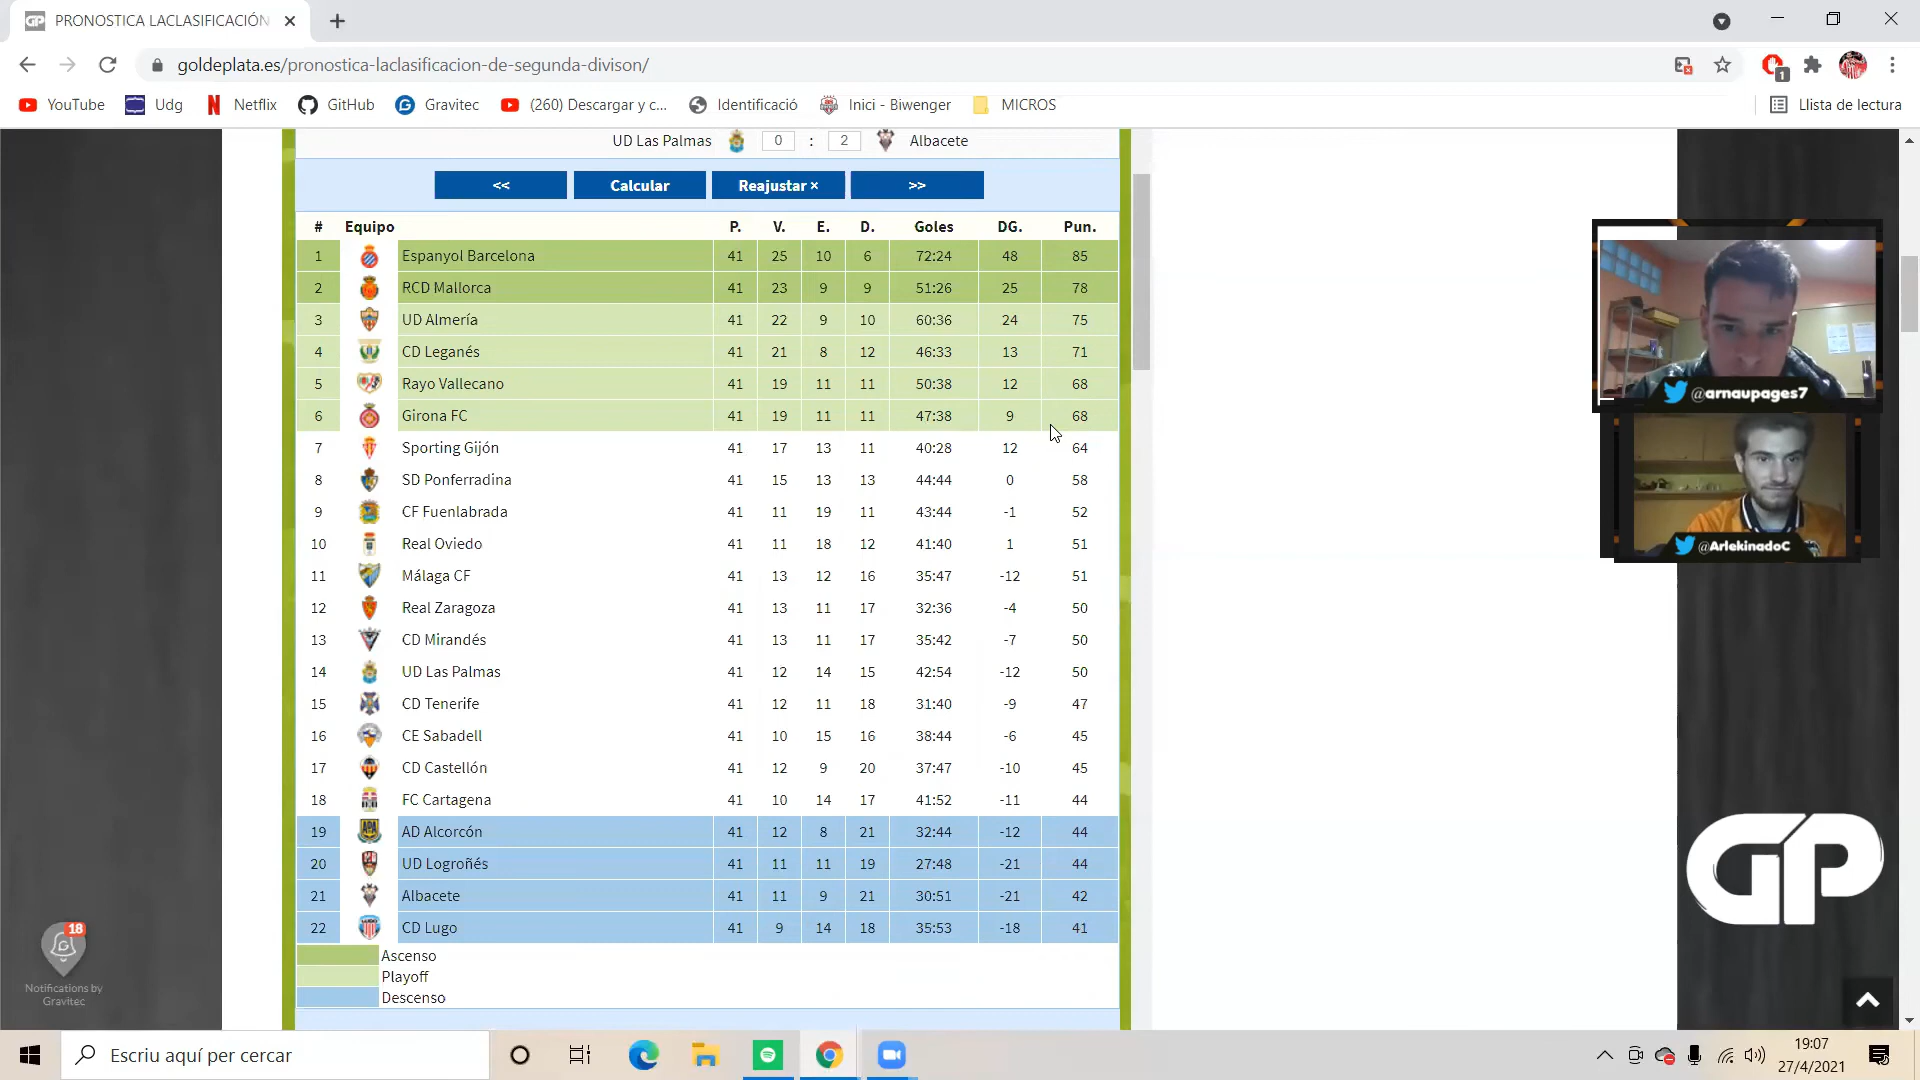 PRONOSTICA LACLASIFICACIÓN
goldeplata.es/pronostica-laclasificacion-de-segunda-divison/
1
YouTube Udg Netflix GitHub Gravitec (260) Descargar y c... Identificació Inici - Biwenger MICROS Llista de lectura
UD Las Palmas 0 : 2 Albacete
<< Calcular Reajustar × >>
# Equipo P. V. E. D. Goles DG. Pun.
1 Espanyol Barcelona 41 25 10 6 72:24 48 85
2 RCD Mallorca 41 23 9 9 51:26 25 78
3 UD Almería 41 22 9 10 60:36 24 75
4 CD Leganés 41 21 8 12 46:33 13 71
5 Rayo Vallecano 41 19 11 11 50:38 12 68
6 Girona FC 41 19 11 11 47:38 9 68
7 Sporting Gijón 41 17 13 11 40:28 12 64
8 SD Ponferradina 41 15 13 13 44:44 0 58
9 CF Fuenlabrada 41 11 19 11 43:44 -1 52
10 Real Oviedo 41 11 18 12 41:40 1 51
11 Málaga CF 41 13 12 16 35:47 -12 51
12 Real Zaragoza 41 13 11 17 32:36 -4 50
13 CD Mirandés 41 13 11 17 35:42 -7 50
14 UD Las Palmas 41 12 14 15 42:54 -12 50
15 CD Tenerife 41 12 11 18 31:40 -9 47
16 CE Sabadell 41 10 15 16 38:44 -6 45
17 CD Castellón 41 12 9 20 37:47 -10 45
18 FC Cartagena 41 10 14 17 41:52 -11 44
19 AD Alcorcón 41 12 8 21 32:44 -12 44
20 UD Logroñés 41 11 11 19 27:48 -21 44
21 Albacete 41 11 9 21 30:51 -21 42
22 CD Lugo 41 9 14 18 35:53 -18 41
Ascenso
Playoff
Descenso
@arnaupages7
@ArlekinadoC
GP
18
Notifications by
Gravitec
Escriu aquí per cercar
19:07
27/4/2021